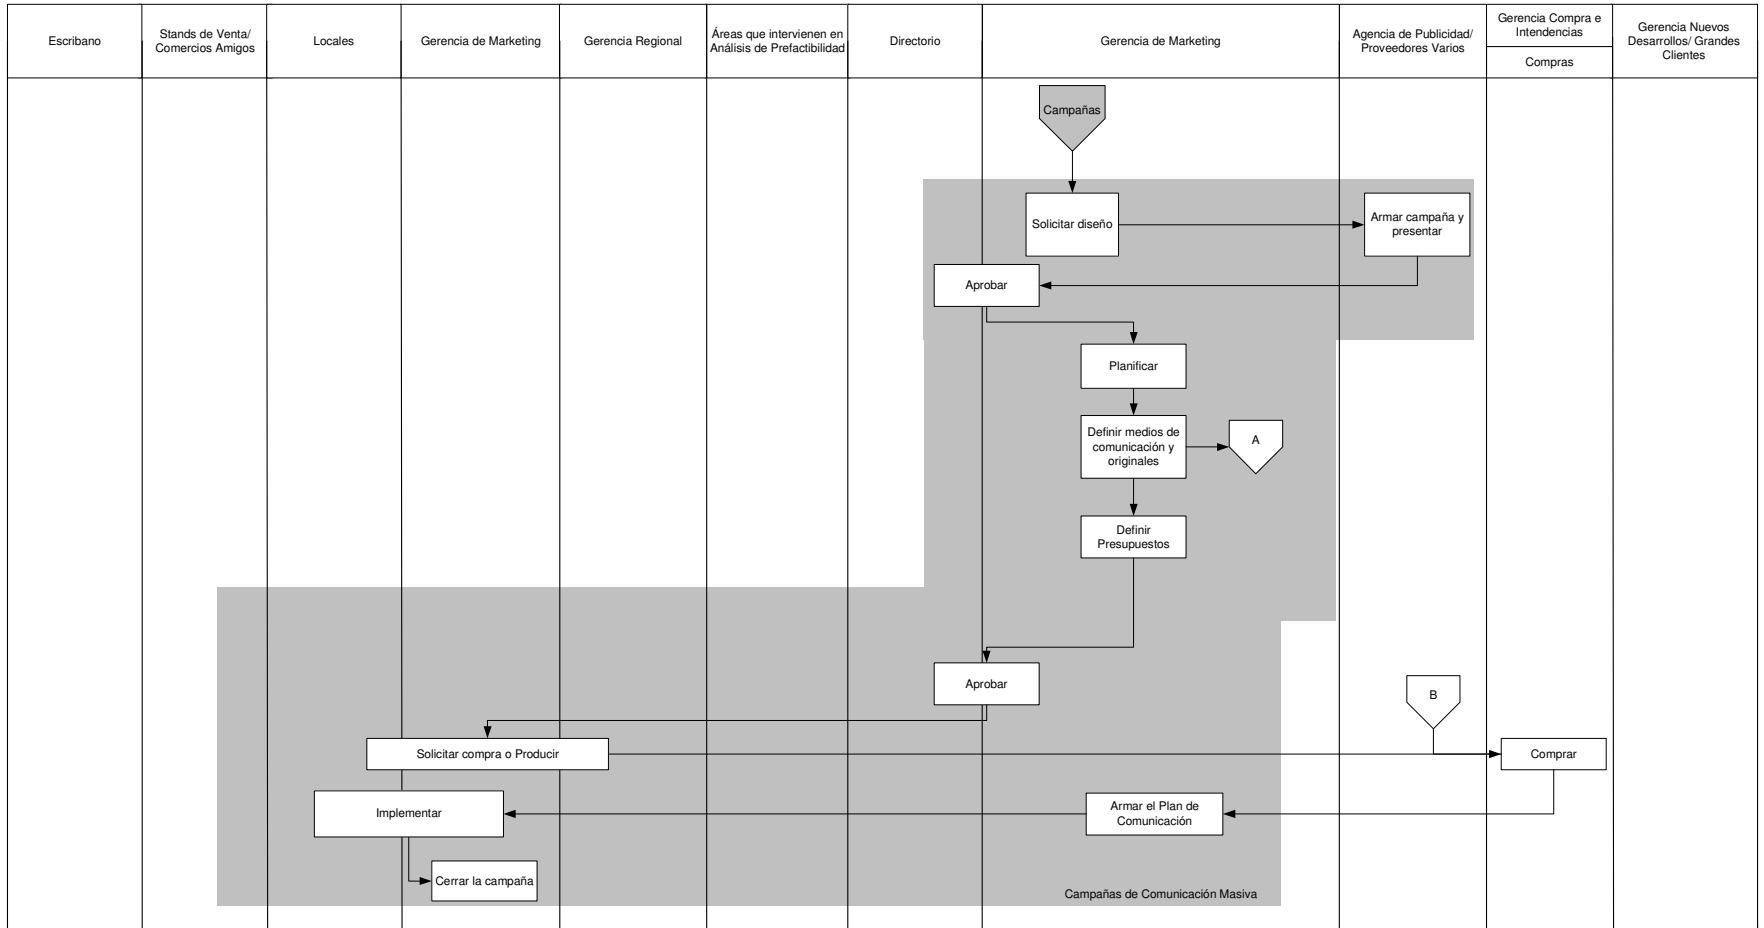 Escribano
Stands de Venta/
Comercios Amigos
Locales
Gerencia de Marketing
Gerencia Regional
Áreas que intervienen en
Análisis de Prefactibilidad
Directorio
Gerencia de Marketing
Agencia de Publicidad/
Proveedores Varios
Gerencia Compra e
Intendencias
Compras
Gerencia Nuevos
Desarrollos/ Grandes
Clientes
Campañas
Solicitar diseño
Armar campaña y
presentar
Aprobar
Planificar
Definir medios de
comunicación y
originales
A
Definir
Presupuestos
Aprobar
B
Solicitar compra o Producir
Comprar
Implementar
Armar el Plan de
Comunicación
Cerrar la campaña
Campañas de Comunicación Masiva